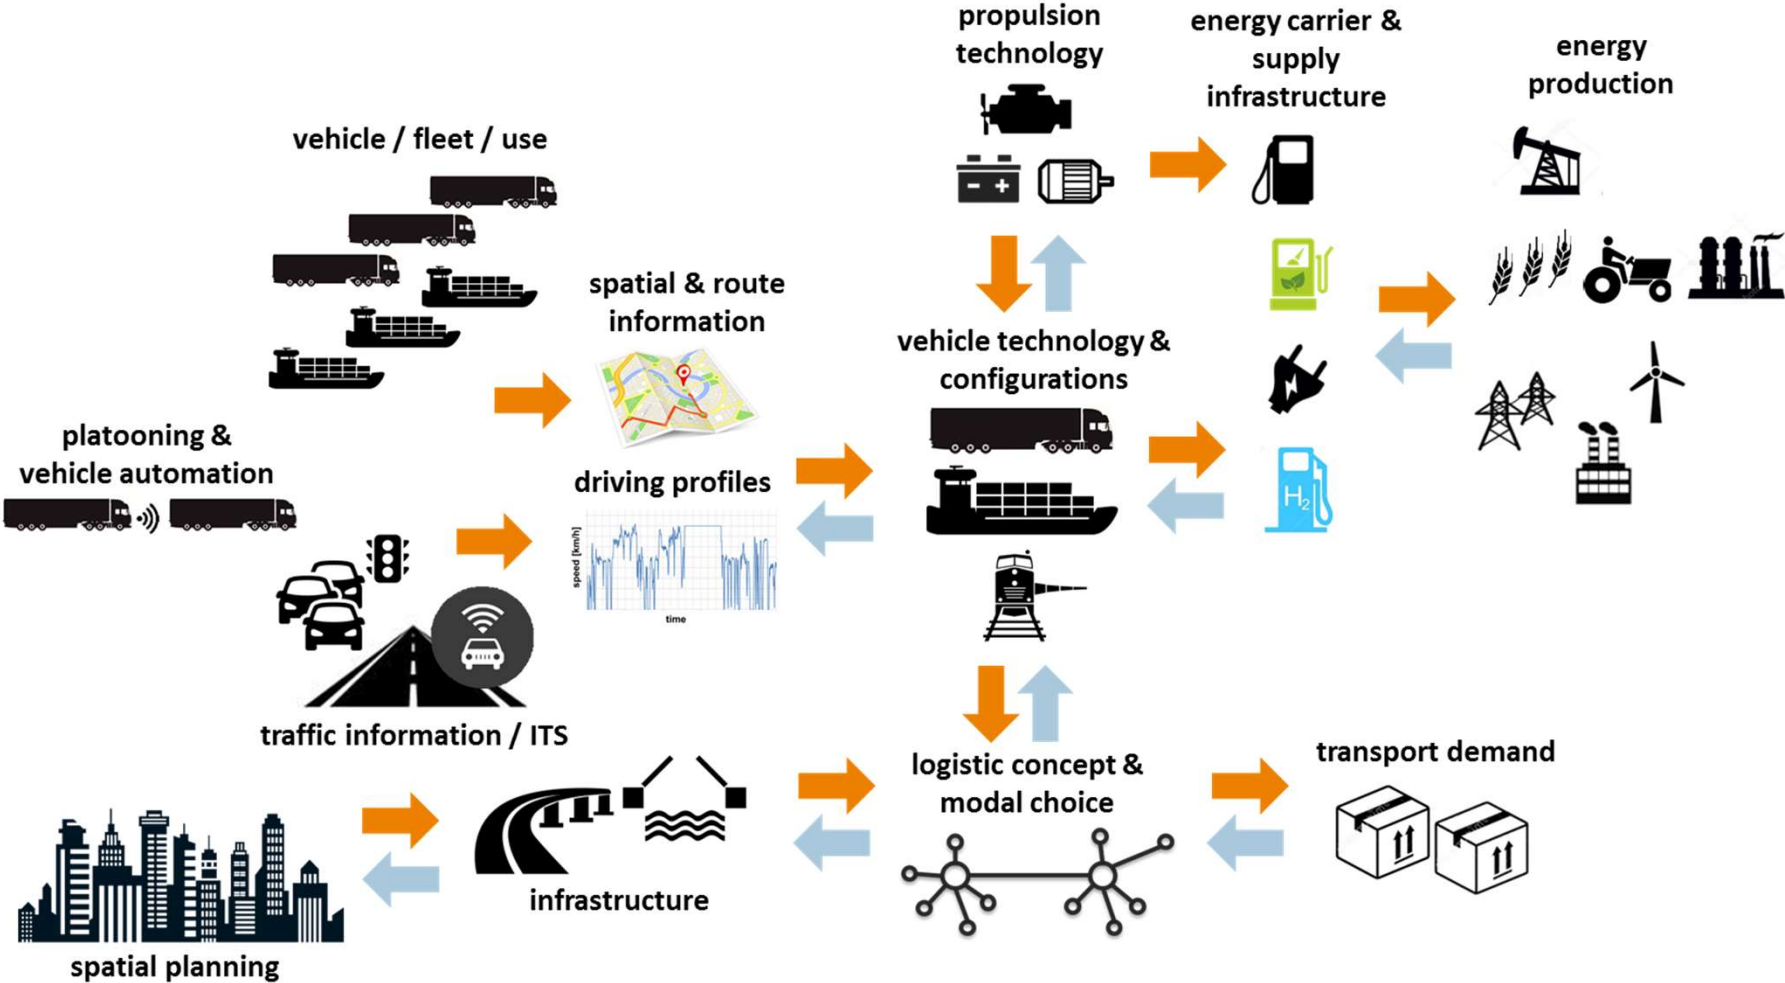 propulsion
technology
energy carrier &
supply
infrastructure
energy
production
vehicle / fleet / use
spatial & route
information
vehicle technology &
configurations
platooning &
vehicle automation
driving profiles
speed [km/h]
time
H2
traffic information / ITS
logistic concept &
modal choice
transport demand
infrastructure
spatial planning